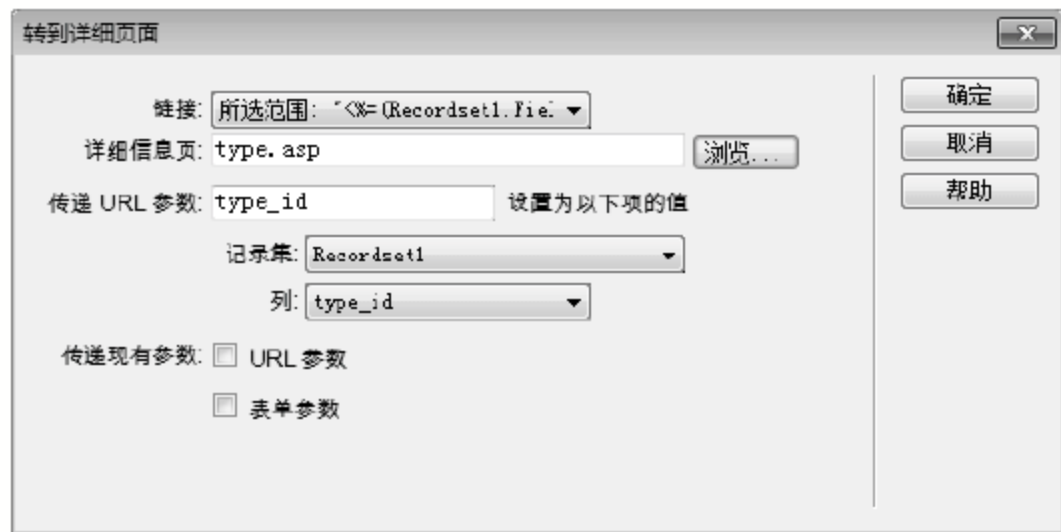 转到详细页面
链接: 所选范围: "<%=(Recordset1.Fiel
确定
详细信息页: type.asp 浏览...
取消
传递 URL 参数: type_id 设置为以下项的值
帮助
记录集: Recordset1
列: type_id
传递现有参数: URL 参数
表单参数